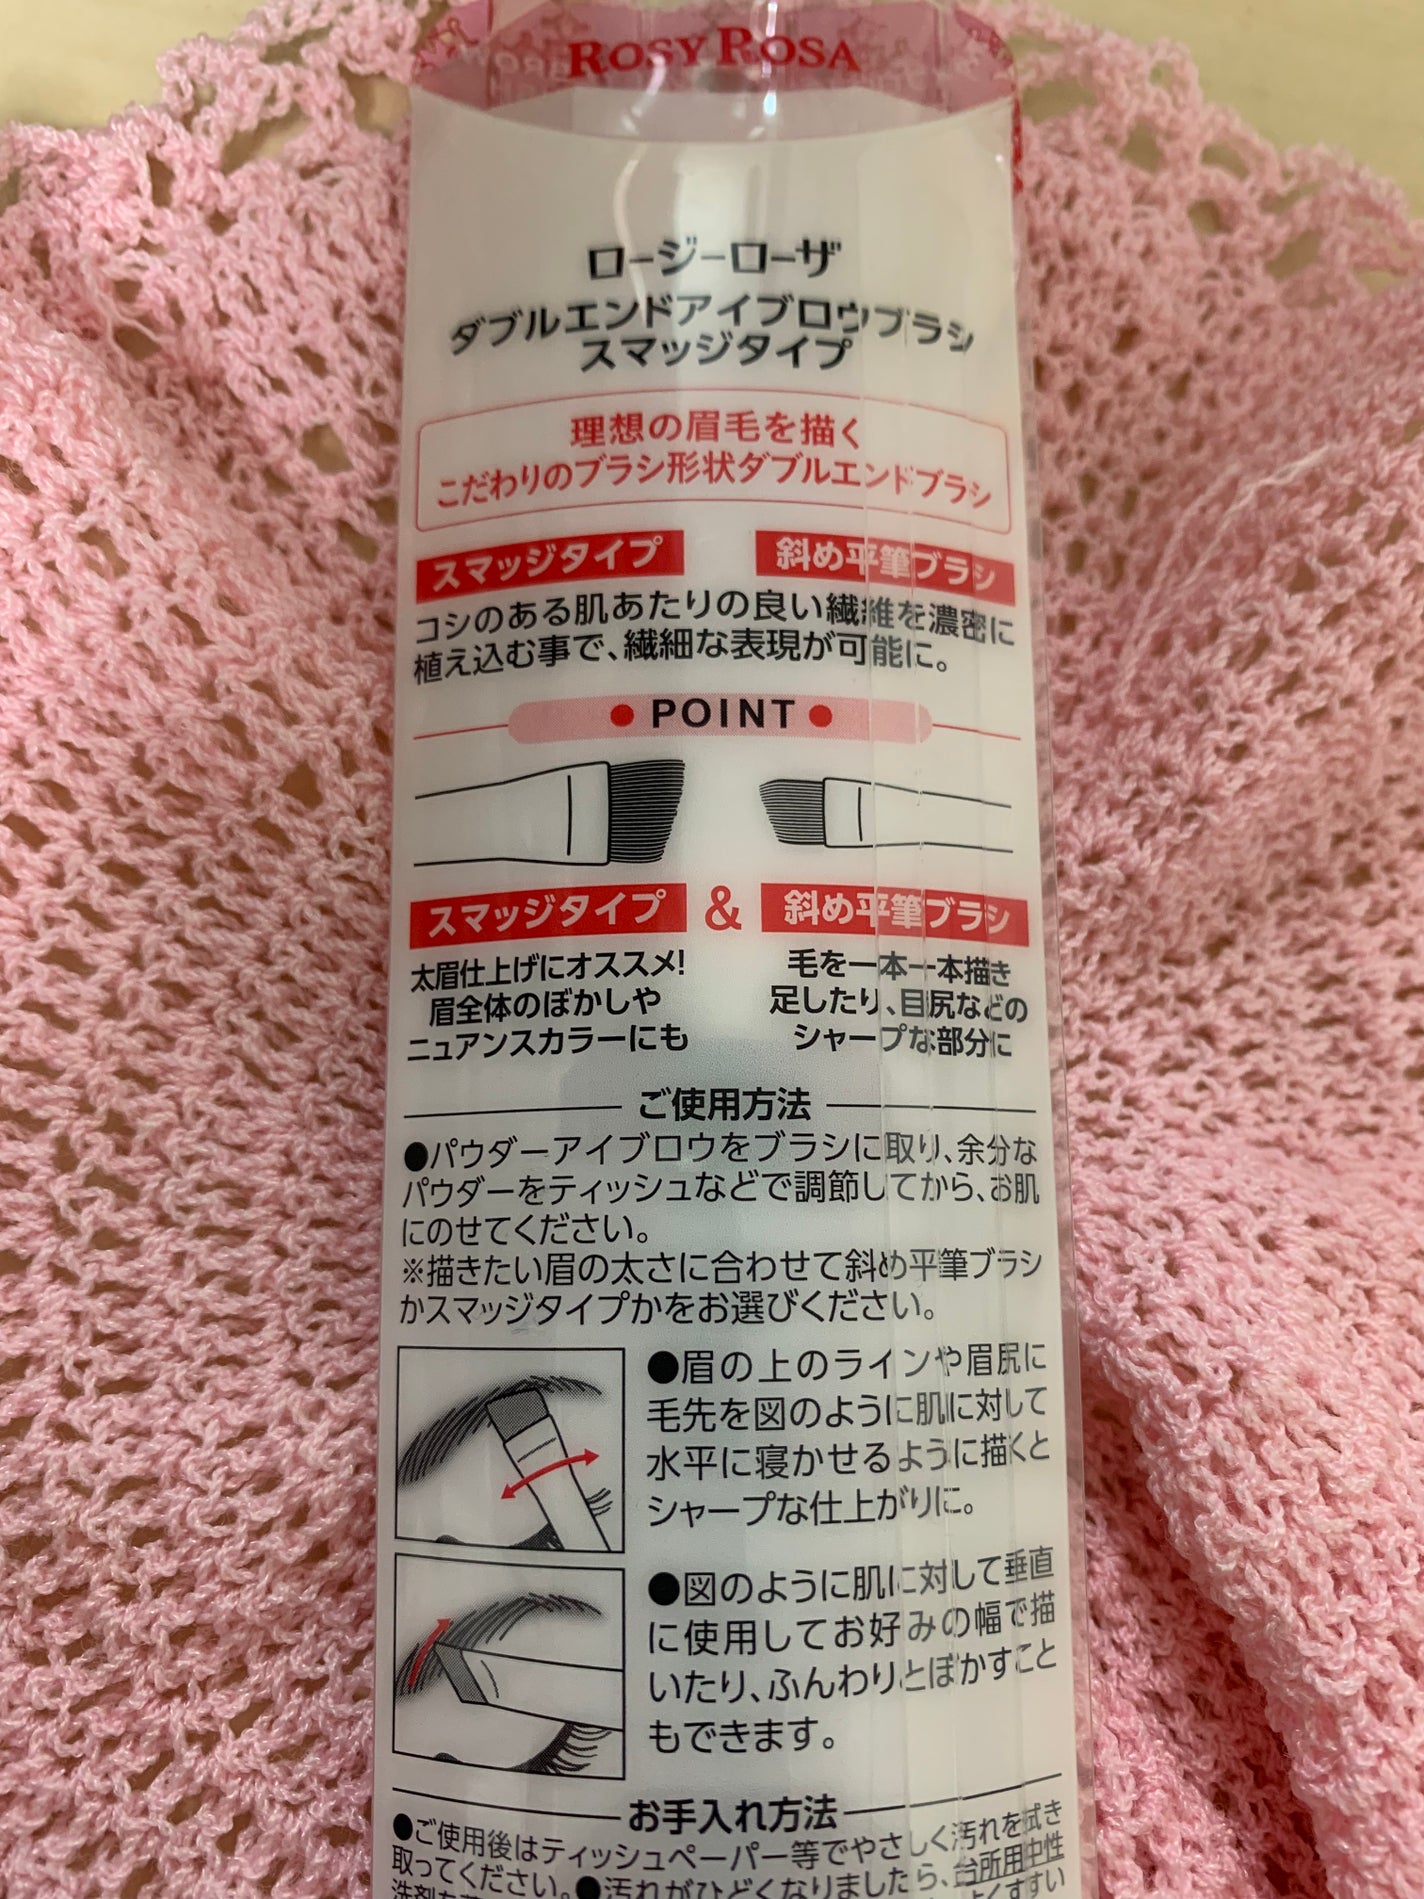 ROSY ROSA
ロージーローザ
ダブルエンドアイブロウブラシ
スマッジタイプ
理想の眉毛を描く
こだわりのブラシ形状ダブルエンドブラシ
スマッジタイプ 斜め平筆ブラシ
コシのある肌あたりの良い繊維を濃密に
植え込む事で、繊細な表現が可能に。
●POINT●
スマッジタイプ & 斜め平筆ブラシ
太眉仕上げにオススメ!
眉全体のぼかしや
ニュアンスカラーにも
毛を一本一本描き
足したり、目尻などの
シャープな部分に
ご使用方法
●パウダーアイブロウをブラシに取り、余分な
パウダーをティッシュなどで調節してから、お肌
にのせてください。
※描きたい眉の太さに合わせて斜め平筆ブラシ
かスマッジタイプかをお選びください。
●眉の上のラインや眉尻に
毛先を図のように肌に対して
水平に寝かせるように描くと
シャープな仕上がりに。
●図のように肌に対して垂直
に使用してお好みの幅で描
いたり、ふんわりとぼかすこと
もできます。
お手入れ方法
●ご使用後はティッシュペーパー等でやさしく汚れを拭き
取ってください。●汚れがひどくなりましたら、台所用中性